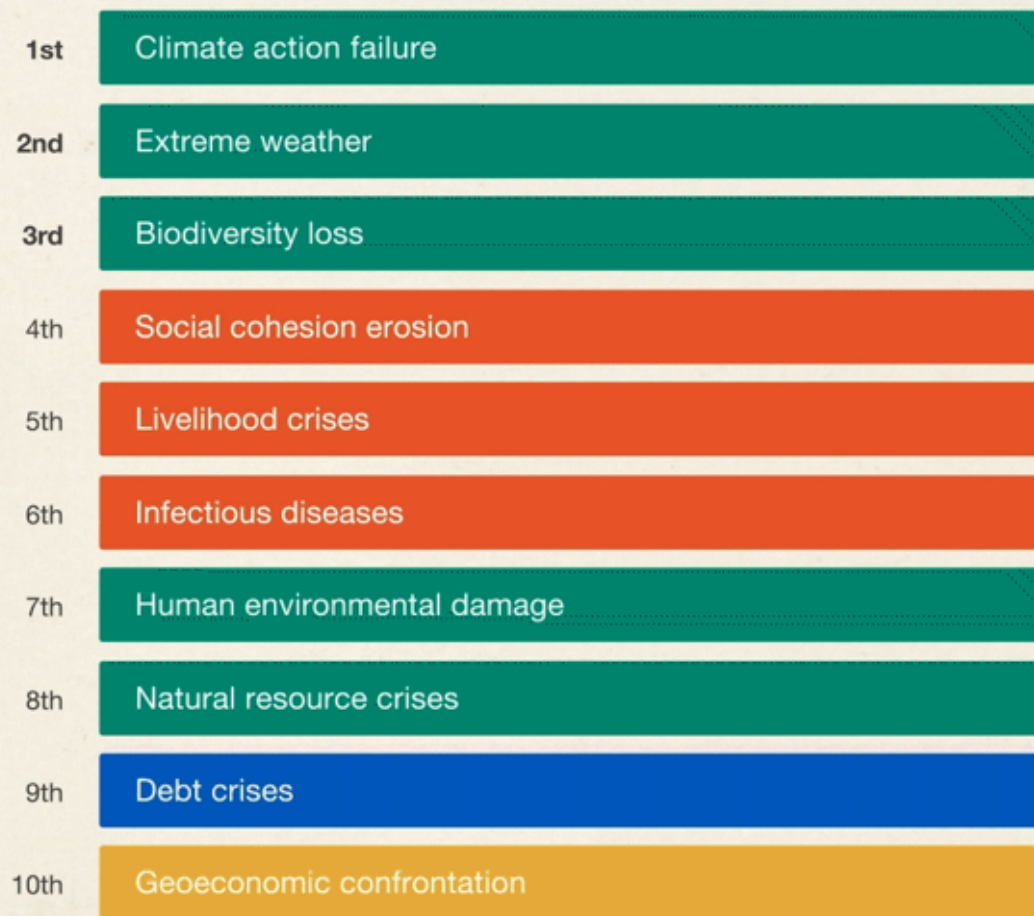 1st Climate action failure
2nd Extreme weather
3rd Biodiversity loss
4th Social cohesion erosion
5th Livelihood crises
6th Infectious diseases
7th Human environmental damage
8th Natural resource crises
9th Debt crises
10th Geoeconomic confrontation